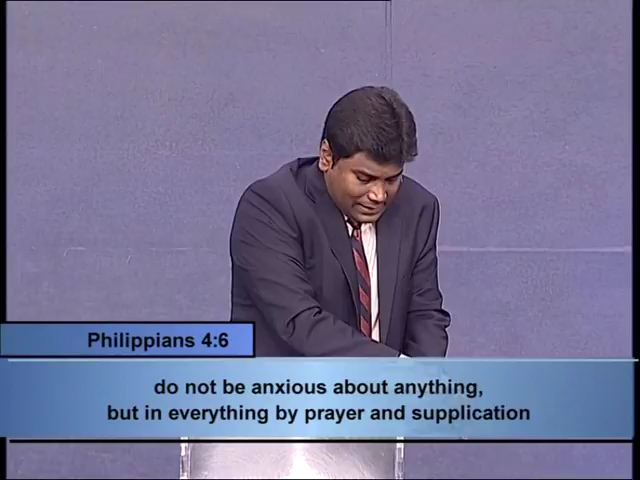 Philippians 4:6
do not be anxious about anything,
but in everything by prayer and supplication